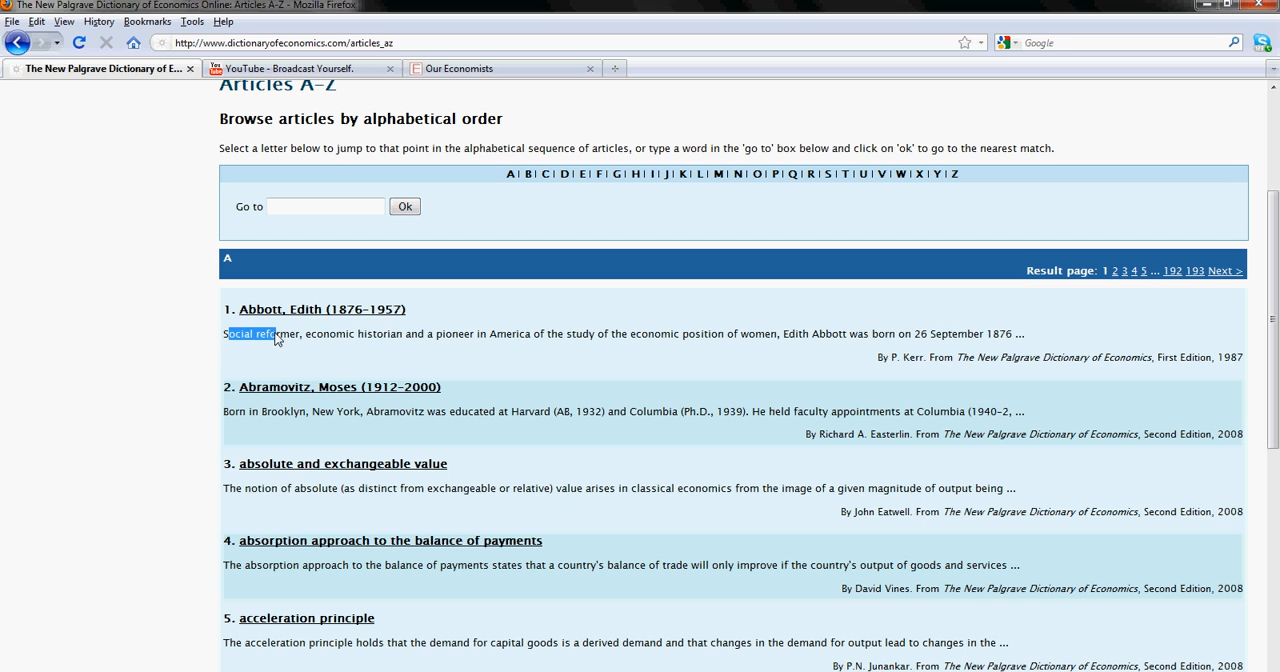 The New Palgrave Dictionary of Economics Online: Articles A-Z - Mozilla Firefox
File Edit View History Bookmarks Tools Help
http://www.dictionaryofeconomics.com/articles_az
Google
The New Palgrave Dictionary of E...
YouTube - Broadcast Yourself.
Our Economists
Articles A-Z
Browse articles by alphabetical order
Select a letter below to jump to that point in the alphabetical sequence of articles, or type a word in the 'go to' box below and click on 'ok' to go to the nearest match.
A | B | C | D | E | F | G | H | I | J | K | L | M | N | O | P | Q | R | S | T | U | V | W | X | Y | Z
Go to Ok
A
Result page: 1 2 3 4 5 ... 192 193 Next >
1. Abbott, Edith (1876-1957)
Social reformer, economic historian and a pioneer in America of the study of the economic position of women, Edith Abbott was born on 26 September 1876 ...
By P. Kerr. From The New Palgrave Dictionary of Economics, First Edition, 1987
2. Abramovitz, Moses (1912-2000)
Born in Brooklyn, New York, Abramovitz was educated at Harvard (AB, 1932) and Columbia (Ph.D., 1939). He held faculty appointments at Columbia (1940-2, ...
By Richard A. Easterlin. From The New Palgrave Dictionary of Economics, Second Edition, 2008
3. absolute and exchangeable value
The notion of absolute (as distinct from exchangeable or relative) value arises in classical economics from the image of a given magnitude of output being ...
By John Eatwell. From The New Palgrave Dictionary of Economics, Second Edition, 2008
4. absorption approach to the balance of payments
The absorption approach to the balance of payments states that a country's balance of trade will only improve if the country's output of goods and services ...
By David Vines. From The New Palgrave Dictionary of Economics, Second Edition, 2008
5. acceleration principle
The acceleration principle holds that the demand for capital goods is a derived demand and that changes in the demand for output lead to changes in the ...
By P.N. Junankar. From The New Palgrave Dictionary of Economics, Second Edition, 2008